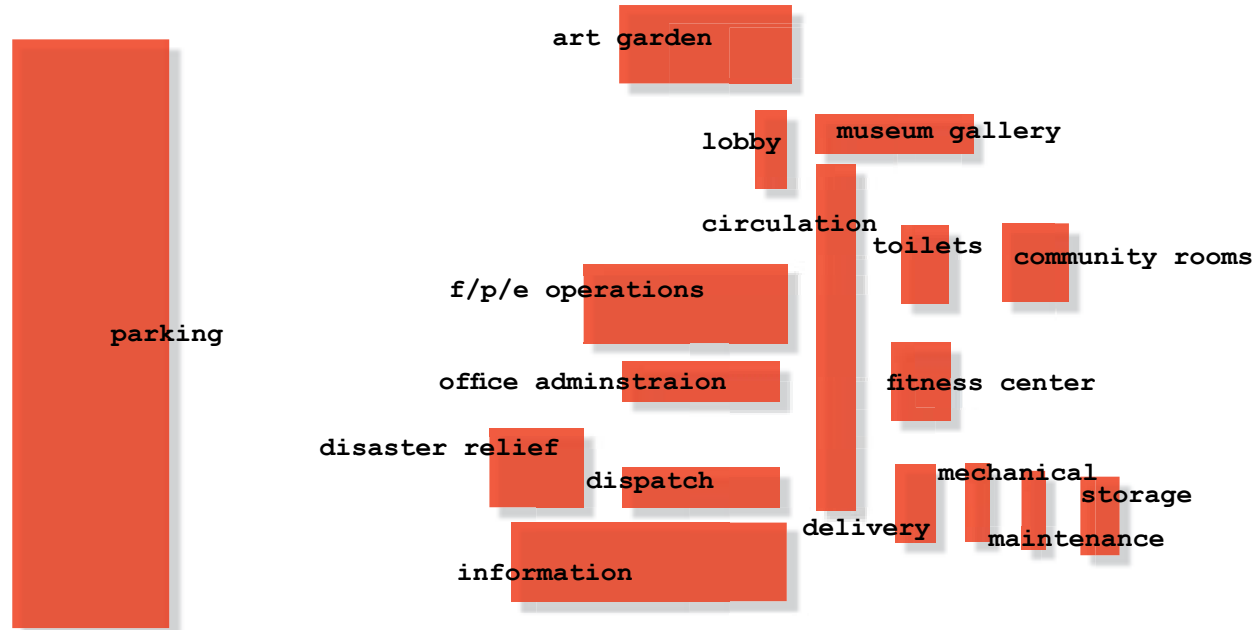 art garden
museum gallery
lobby
circulation
toilets
community rooms
f/p/e operations
parking
office adminstraion
fitness center
disaster relief
mechanical
dispatch
storage
delivery
maintenance
information